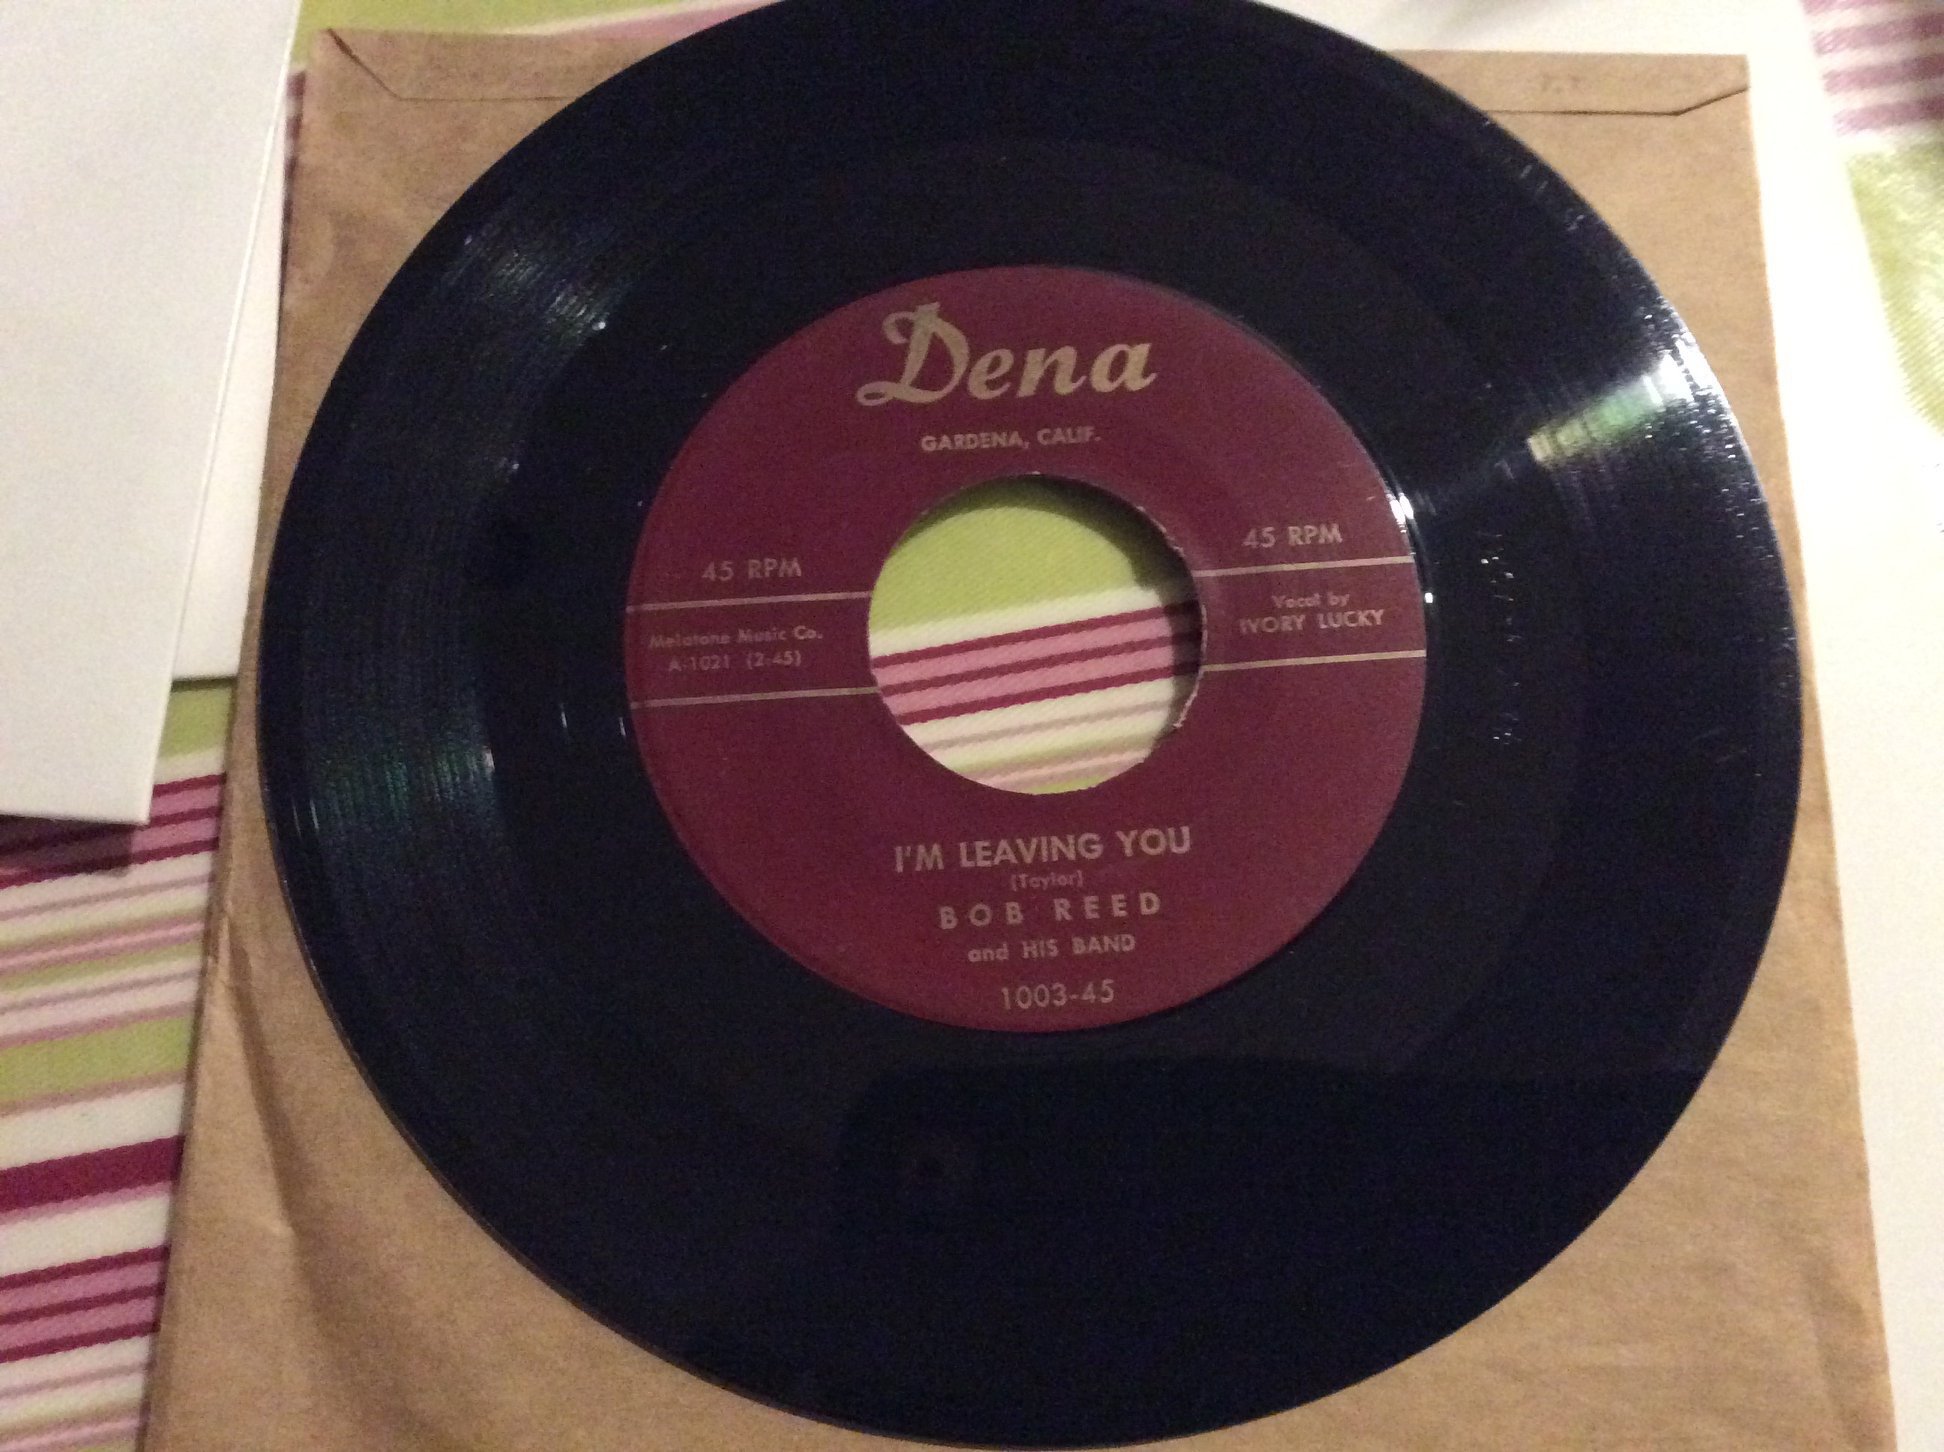 Dena
GARDENA, CALIF.
45 RPM
45 RPM
Melatone Music Co.
A-1021 (2:45)
Vocal by
IVORY LUCKY
I'M LEAVING YOU
(Taylor)
BOB REED
and HIS BAND
1003-45